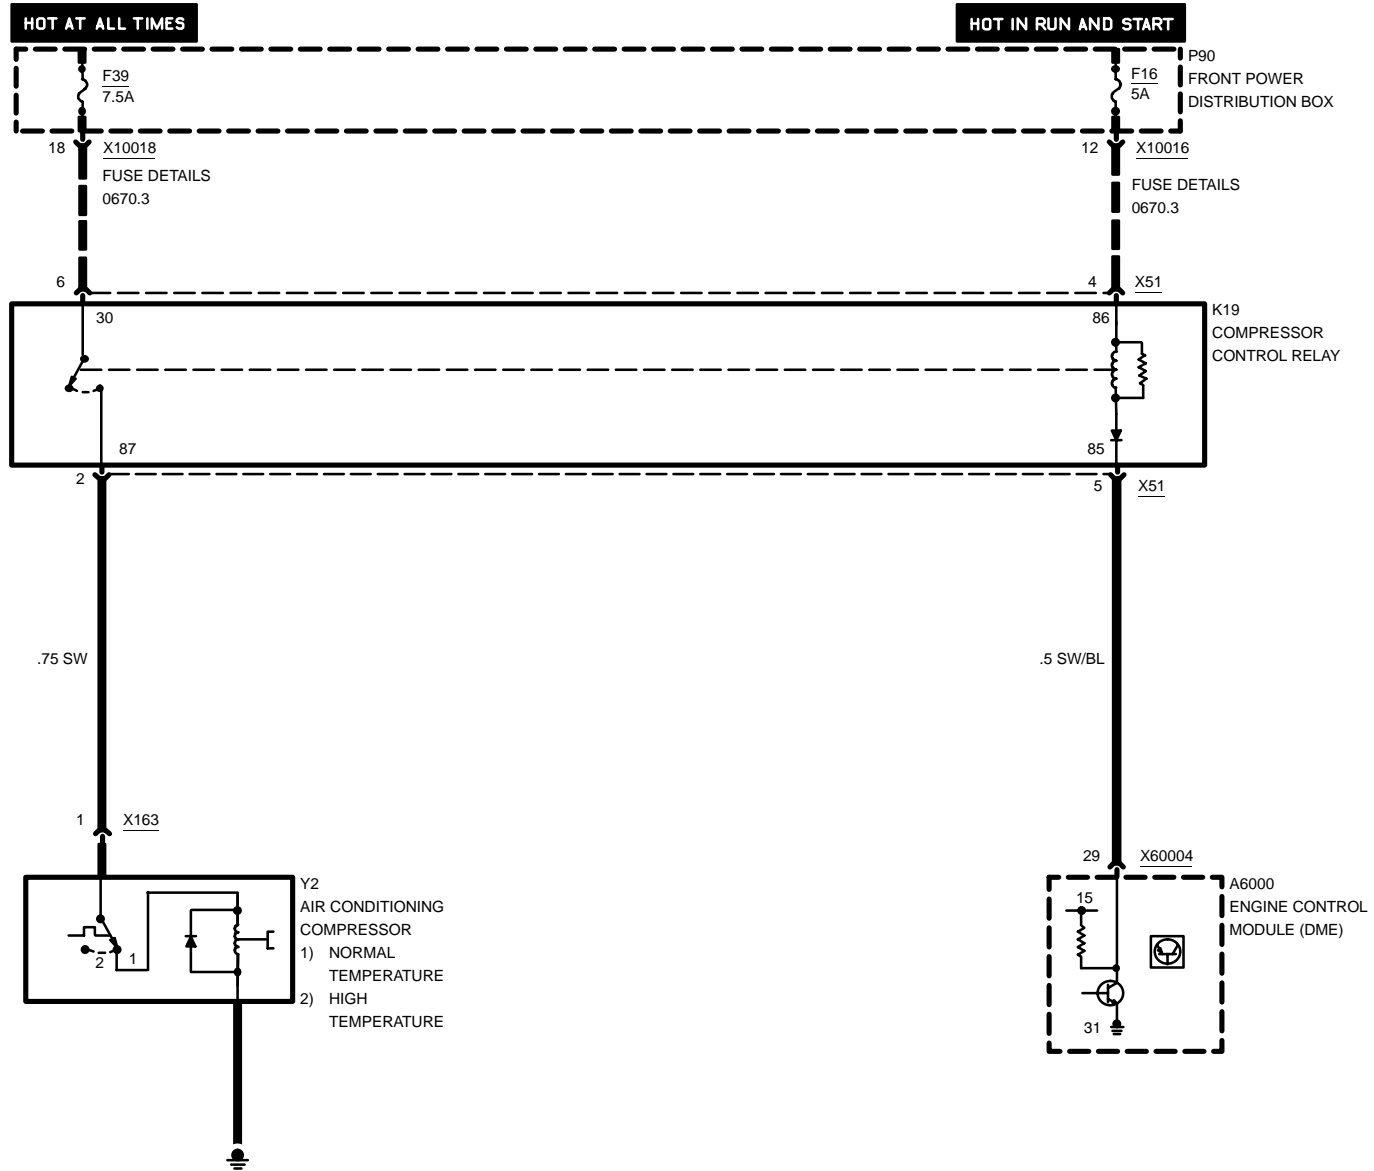 HOT AT ALL TIMES
HOT IN RUN AND START
F39
7.5A
F16
5A
P90
FRONT POWER
DISTRIBUTION BOX
18
X10018
FUSE DETAILS
0670.3
12
X10016
FUSE DETAILS
0670.3
6
4
X51
30
86
K19
COMPRESSOR
CONTROL RELAY
87
85
2
5
X51
.75 SW
.5 SW/BL
1
X163
29
X60004
Y2
AIR CONDITIONING
COMPRESSOR
1) NORMAL
TEMPERATURE
2) HIGH
TEMPERATURE
2
1
15
31
A6000
ENGINE CONTROL
MODULE (DME)